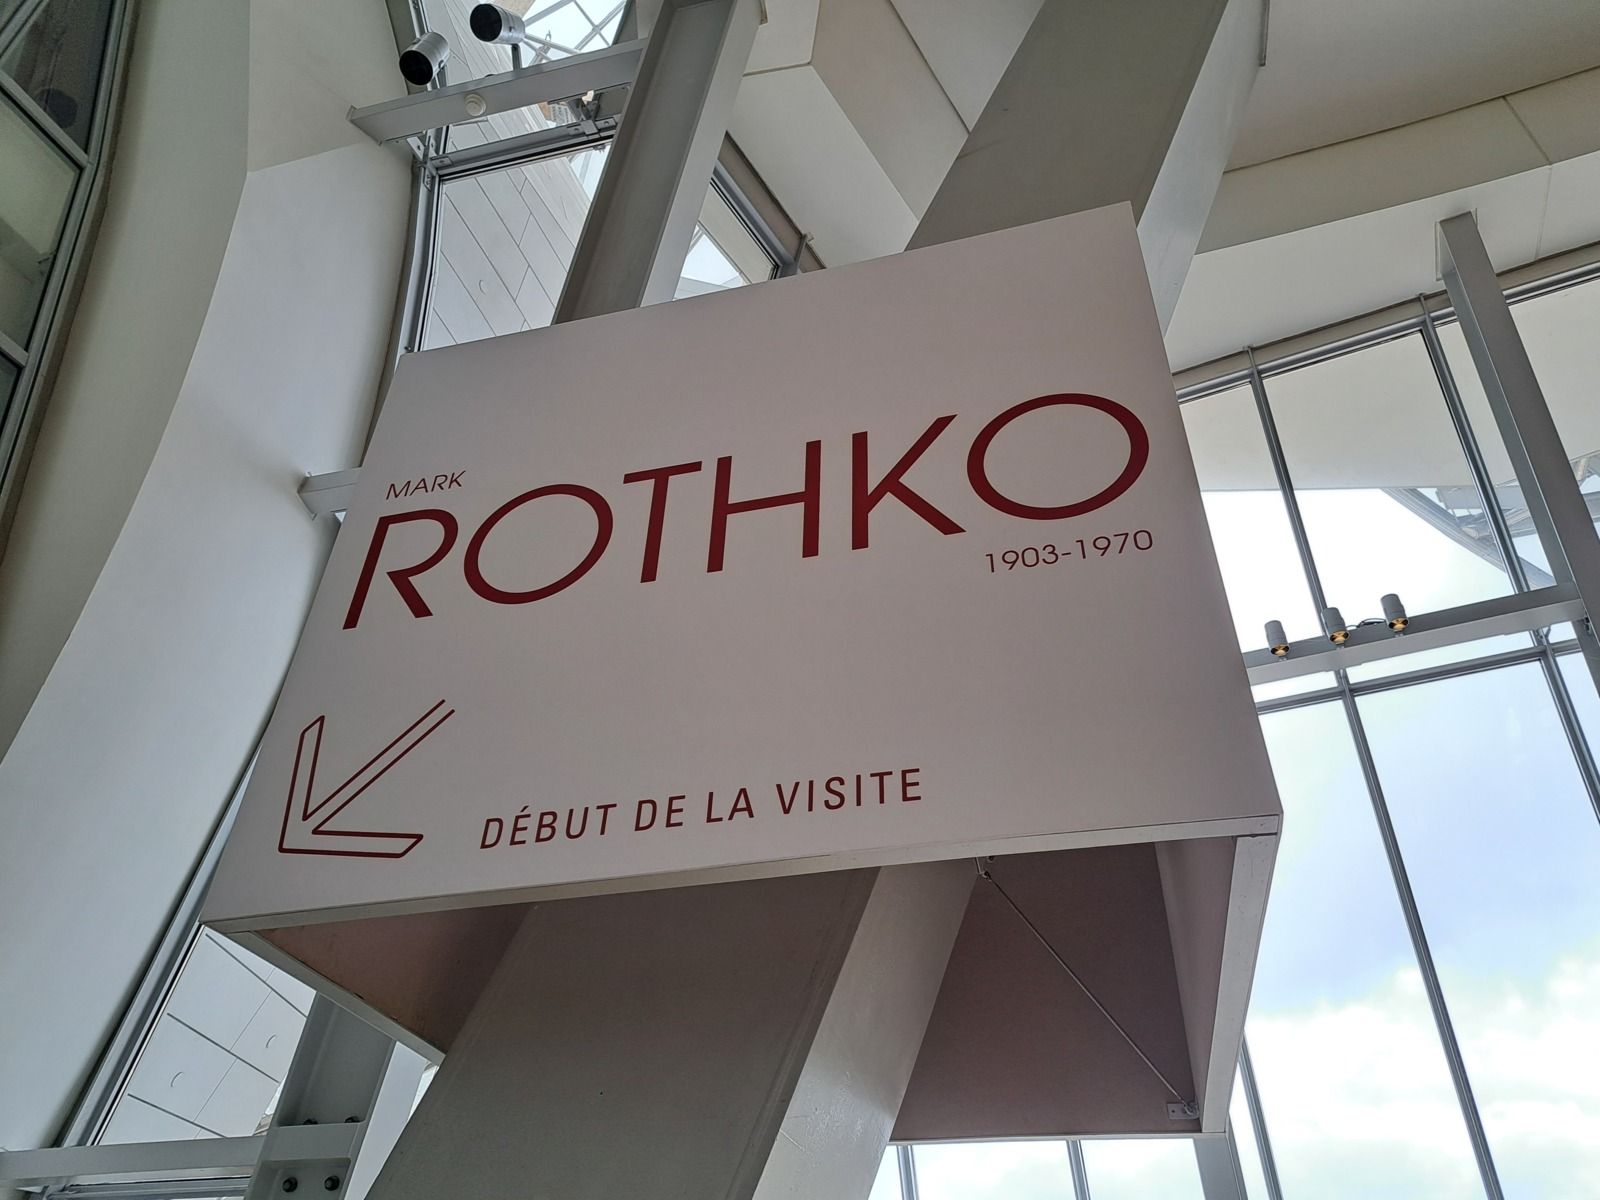 MARK
ROTHKO
1903-1970
DÉBUT DE LA VISITE